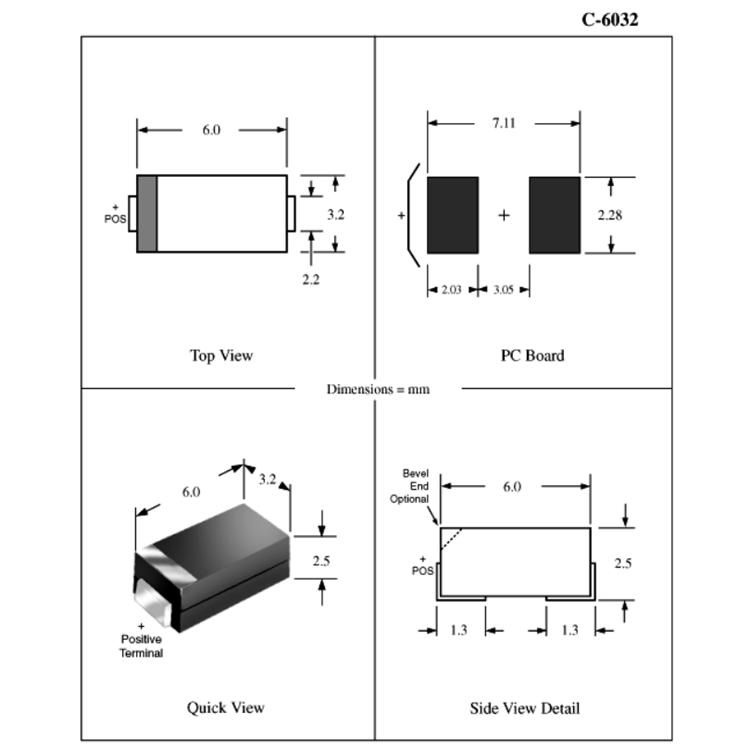 C-6032
6.0
+
POS
3.2
2.2
Top View
7.11
+
+
2.28
2.03
3.05
PC Board
Dimensions = mm
6.0
3.2
2.5
+
Positive
Terminal
Quick View
Bevel
End
Optional
6.0
+
POS
2.5
1.3
1.3
Side View Detail